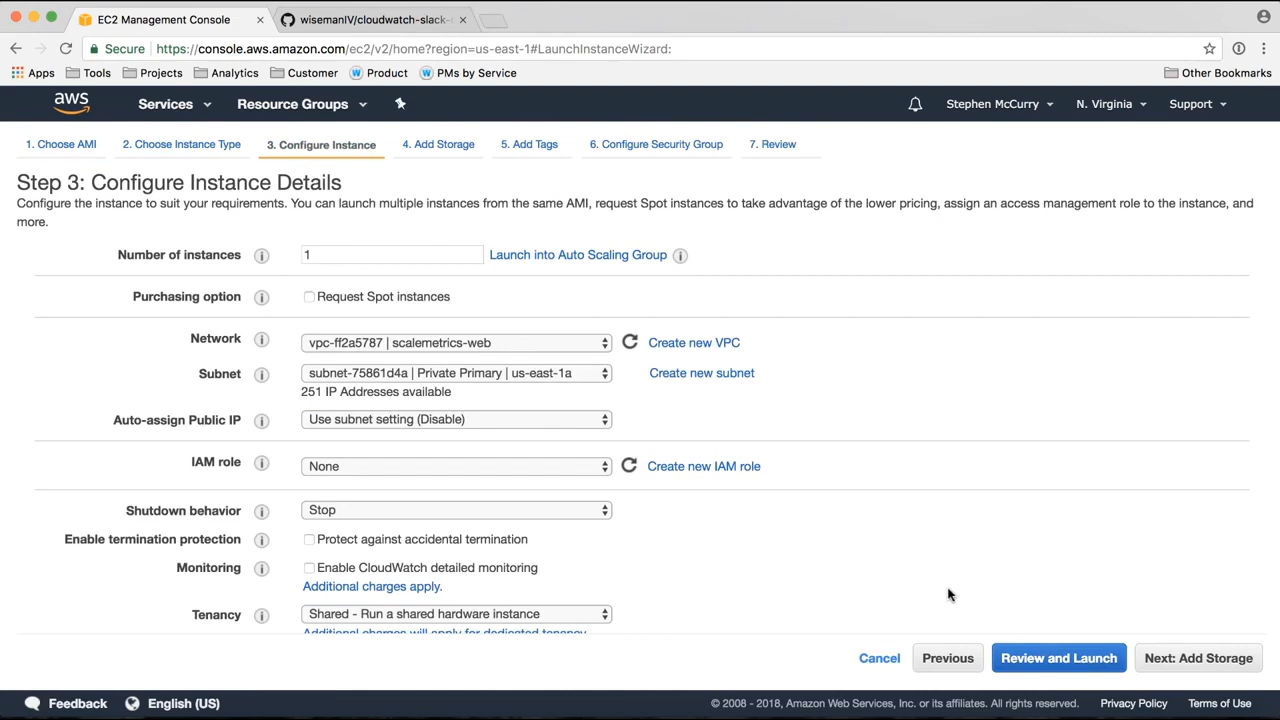 EC2 Management Console
wisemanIV/cloudwatch-slack-
Secure https://console.aws.amazon.com/ec2/v2/home?region=us-east-1#LaunchInstanceWizard:
Apps Tools Projects Analytics Customer Product PMs by Service Other Bookmarks
aws Services Resource Groups Stephen McCurry N. Virginia Support
1. Choose AMI 2. Choose Instance Type 3. Configure Instance 4. Add Storage 5. Add Tags 6. Configure Security Group 7. Review
Step 3: Configure Instance Details
Configure the instance to suit your requirements. You can launch multiple instances from the same AMI, request Spot instances to take advantage of the lower pricing, assign an access management role to the instance, and
more.
Number of instances 1 Launch into Auto Scaling Group
Purchasing option Request Spot instances
Network vpc-ff2a5787 | scalemetrics-web Create new VPC
Subnet subnet-75861d4a | Private Primary | us-east-1a Create new subnet
251 IP Addresses available
Auto-assign Public IP Use subnet setting (Disable)
IAM role None Create new IAM role
Shutdown behavior Stop
Enable termination protection Protect against accidental termination
Monitoring Enable CloudWatch detailed monitoring
Additional charges apply.
Tenancy Shared - Run a shared hardware instance
Additional charges will apply for dedicated tenancy
Cancel Previous Review and Launch Next: Add Storage
Feedback English (US) © 2008 - 2018, Amazon Web Services, Inc. or its affiliates. All rights reserved. Privacy Policy Terms of Use